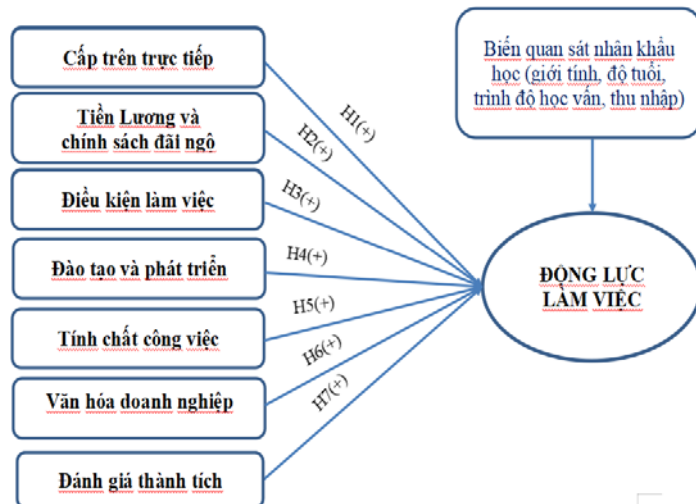 Cấp trên trực tiếp
Tiền Lương và
chính sách đãi ngộ
Điều kiện làm việc
Đào tạo và phát triển
Tính chất công việc
Văn hóa doanh nghiệp
Đánh giá thành tích
H1(+)
H2(+)
H3(+)
H4(+)
H5(+)
H6(+)
H7(+)
Biến quan sát nhân khẩu
học (giới tính, độ tuổi,
trình độ học vấn, thu nhập)
ĐỘNG LỰC
LÀM VIỆC